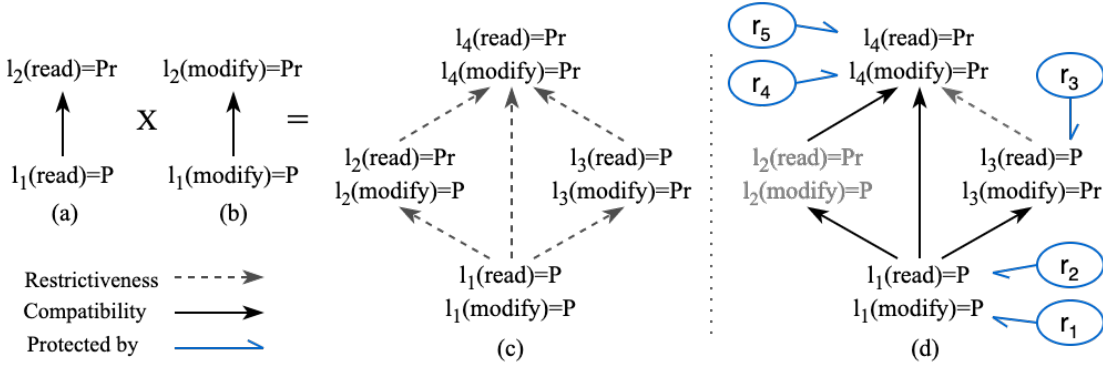 l2(read)=Pr
l1(read)=P
(a)
X
l2(modify)=Pr
l1(modify)=P
(b)
=
l4(read)=Pr
l4(modify)=Pr
l2(read)=Pr
l2(modify)=P
l3(read)=P
l3(modify)=Pr
l1(read)=P
l1(modify)=P
(c)
Restrictiveness
Compatibility
Protected by
r5
r4
l4(read)=Pr
l4(modify)=Pr
r3
l2(read)=Pr
l2(modify)=P
l3(read)=P
l3(modify)=Pr
l1(read)=P
l1(modify)=P
r2
r1
(d)